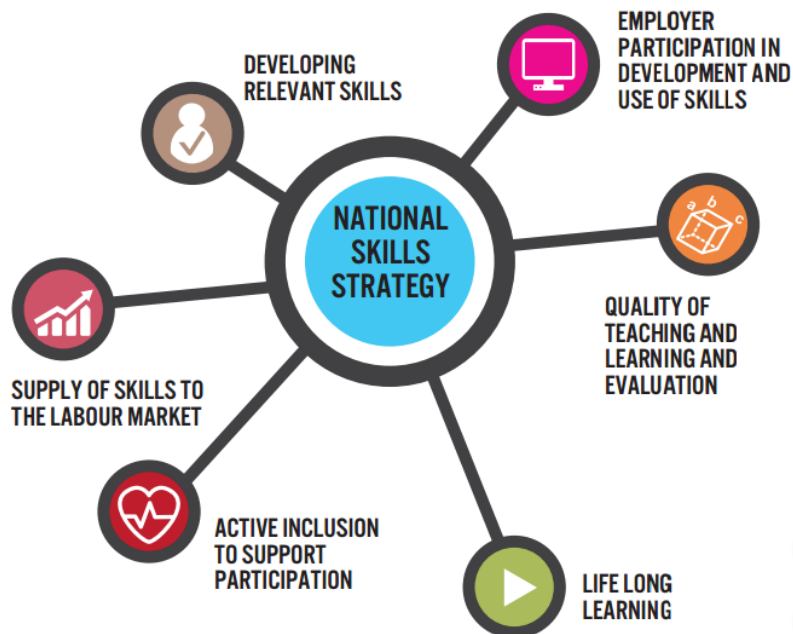 EMPLOYER
PARTICIPATION IN
DEVELOPMENT AND
USE OF SKILLS
DEVELOPING
RELEVANT SKILLS
NATIONAL
SKILLS
STRATEGY
a b c
QUALITY OF
TEACHING AND
LEARNING AND
EVALUATION
SUPPLY OF SKILLS TO
THE LABOUR MARKET
ACTIVE INCLUSION
TO SUPPORT
PARTICIPATION
LIFE LONG
LEARNING